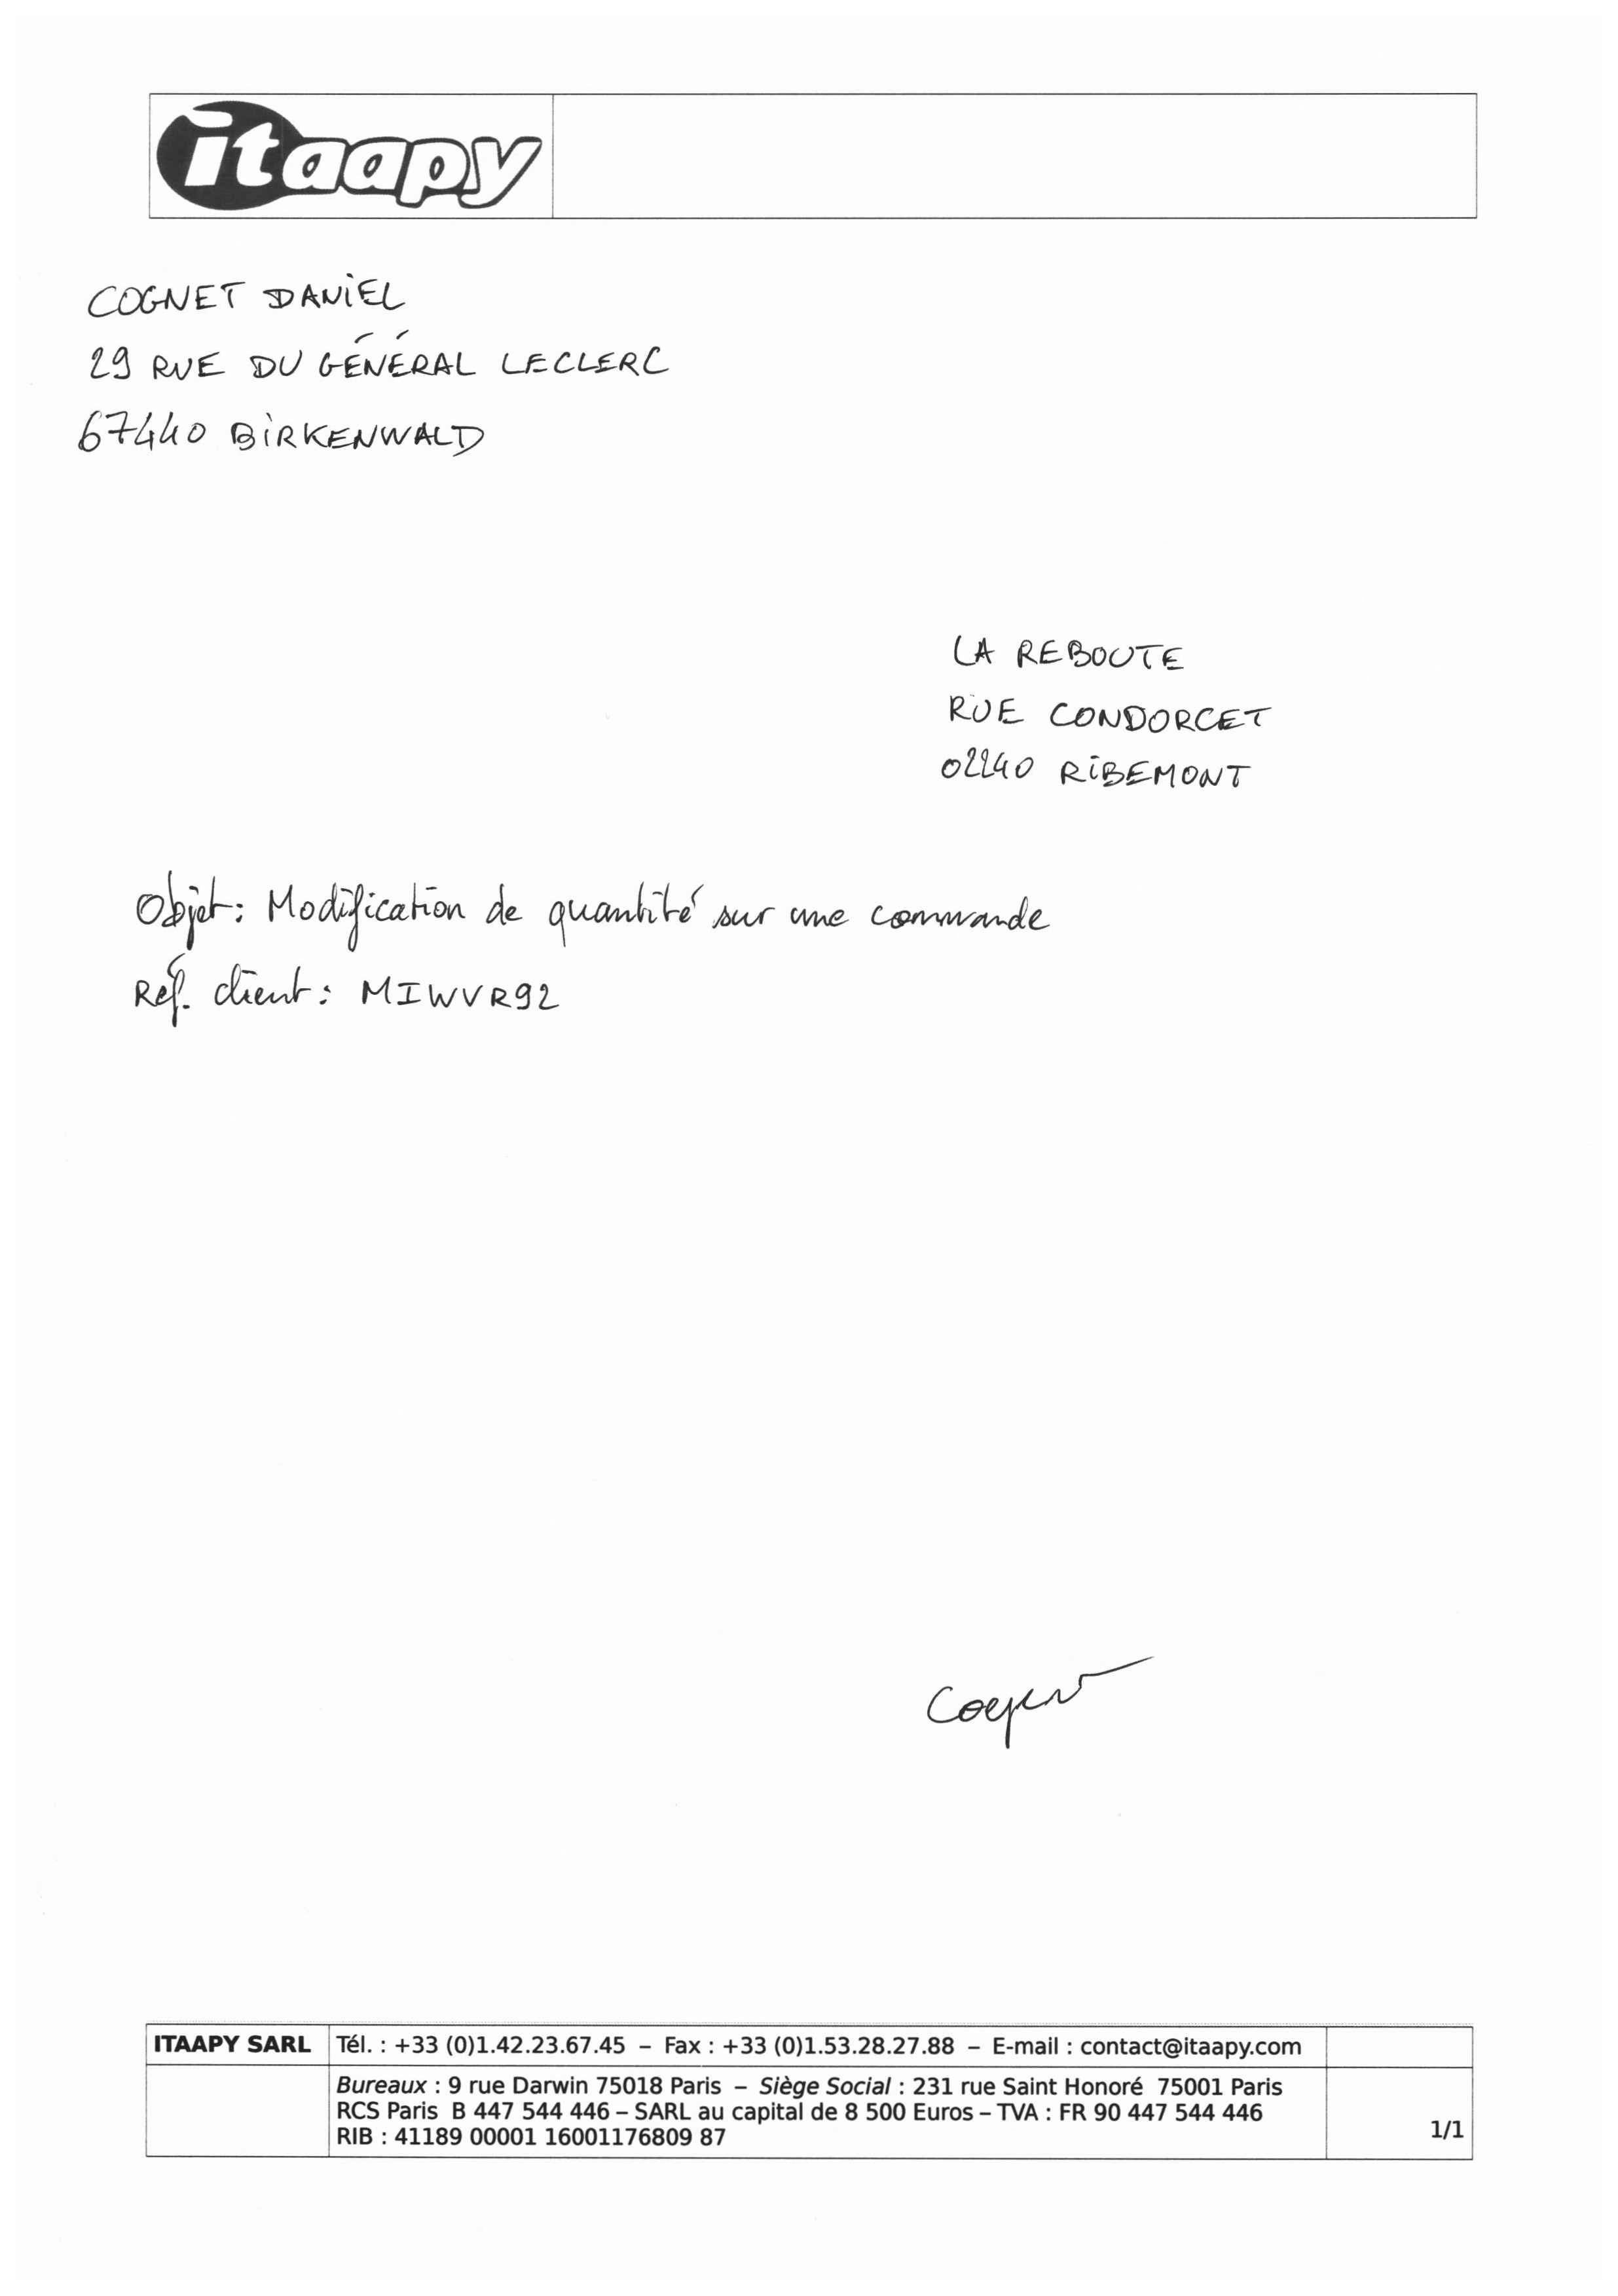 itaapy
COGNET DANIEL
29 RUE DU GÉNÉRAL LECLERC
67440 BIRKENWALD
LA REBOUTE
RUE CONDORCET
02240 RIBEMONT
Objet: Modification de quantité sur une commande
Réf. client: MIWVR92
ITAAPY SARL Tél. : +33 (0)1.42.23.67.45 – Fax : +33 (0)1.53.28.27.88 – E-mail : contact@itaapy.com
Bureaux : 9 rue Darwin 75018 Paris – Siège Social : 231 rue Saint Honoré 75001 Paris
RCS Paris B 447 544 446 – SARL au capital de 8 500 Euros – TVA : FR 90 447 544 446
RIB : 41189 00001 16001176809 87
1/1